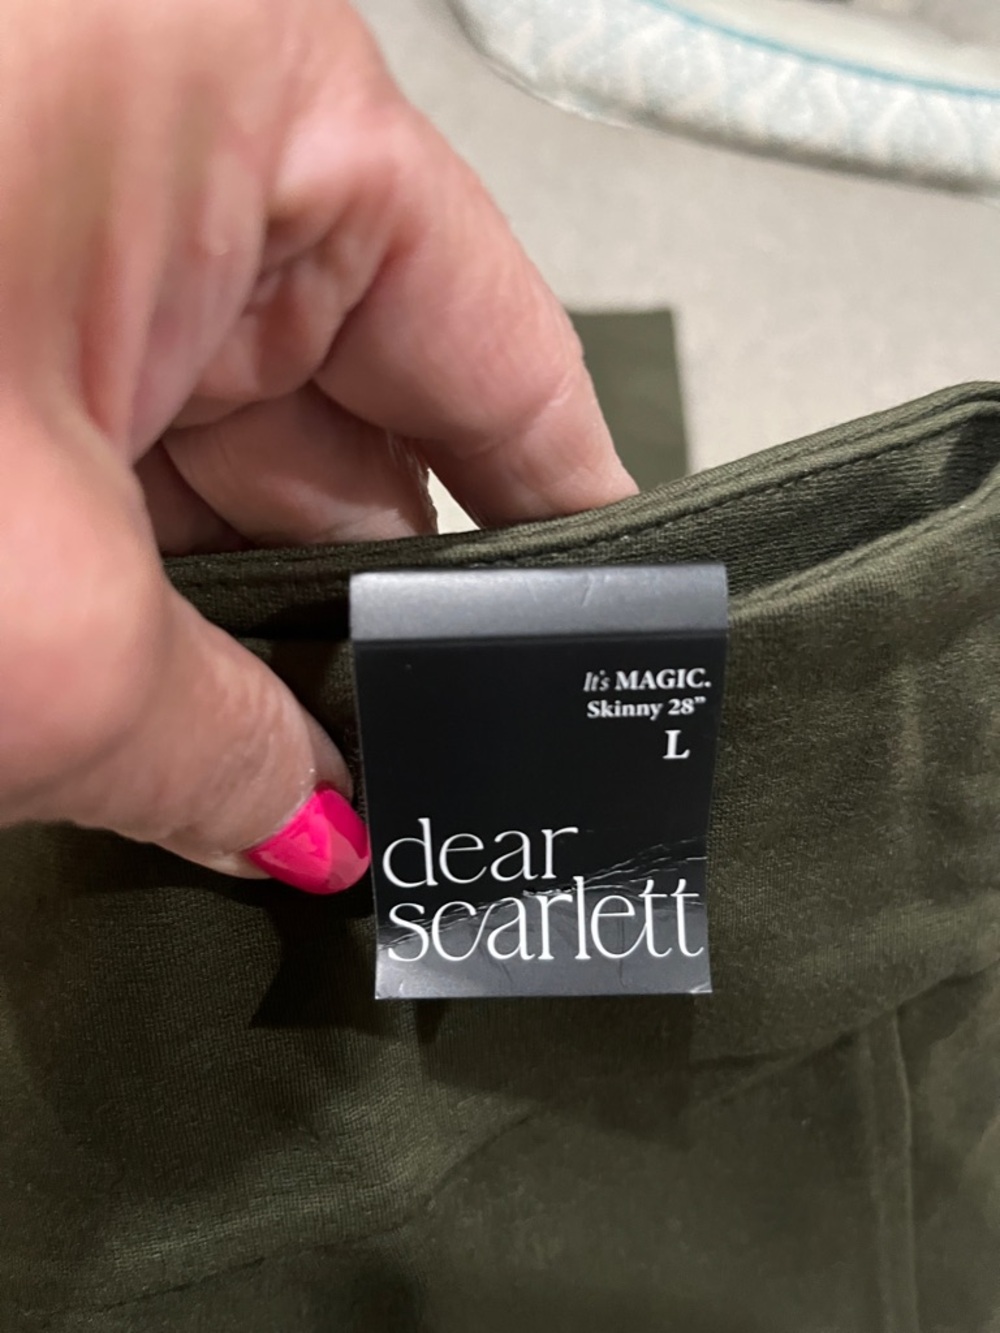 It's MAGIC.
Skinny 28”
L
dear
scarlett